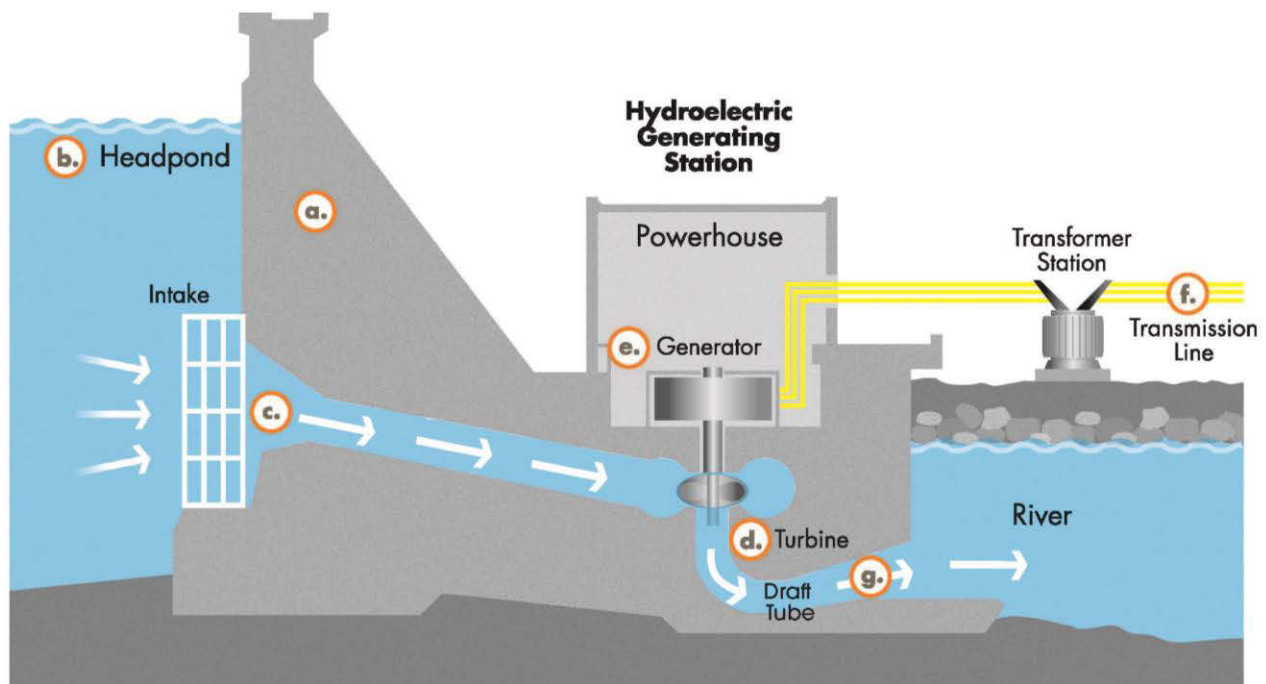 Hydroelectric
Generating
Station
b. Headpond
a.
Powerhouse
Transformer
Station
Intake
f.
Transmission
Line
e. Generator
c.
River
d. Turbine
g.
Draft
Tube